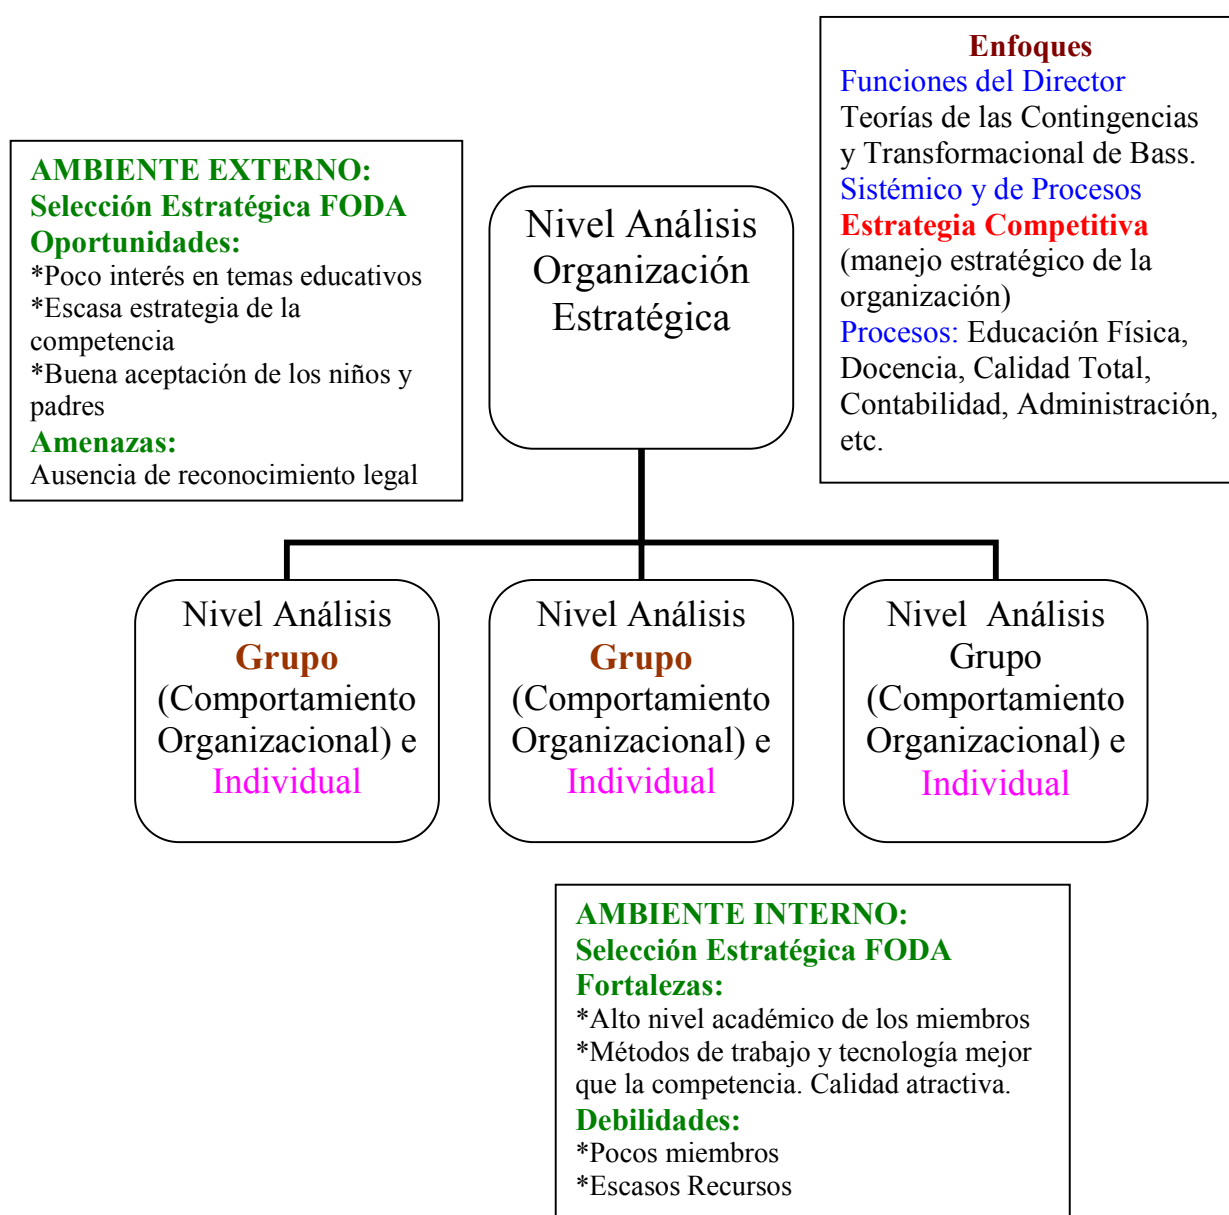 Enfoques
Funciones del Director
Teorías de las Contingencias
y Transformacional de Bass.
Sistémico y de Procesos
Estrategia Competitiva
(manejo estratégico de la
organización)
Procesos: Educación Física,
Docencia, Calidad Total,
Contabilidad, Administración,
etc.
AMBIENTE EXTERNO:
Selección Estratégica FODA
Oportunidades:
*Poco interés en temas educativos
*Escasa estrategia de la
competencia
*Buena aceptación de los niños y
padres
Amenazas:
Ausencia de reconocimiento legal
Nivel Análisis
Organización
Estratégica
Nivel Análisis
Grupo
(Comportamiento
Organizacional) e
Individual
Nivel Análisis
Grupo
(Comportamiento
Organizacional) e
Individual
Nivel Análisis
Grupo
(Comportamiento
Organizacional) e
Individual
AMBIENTE INTERNO:
Selección Estratégica FODA
Fortalezas:
*Alto nivel académico de los miembros
*Métodos de trabajo y tecnología mejor
que la competencia. Calidad atractiva.
Debilidades:
*Pocos miembros
*Escasos Recursos